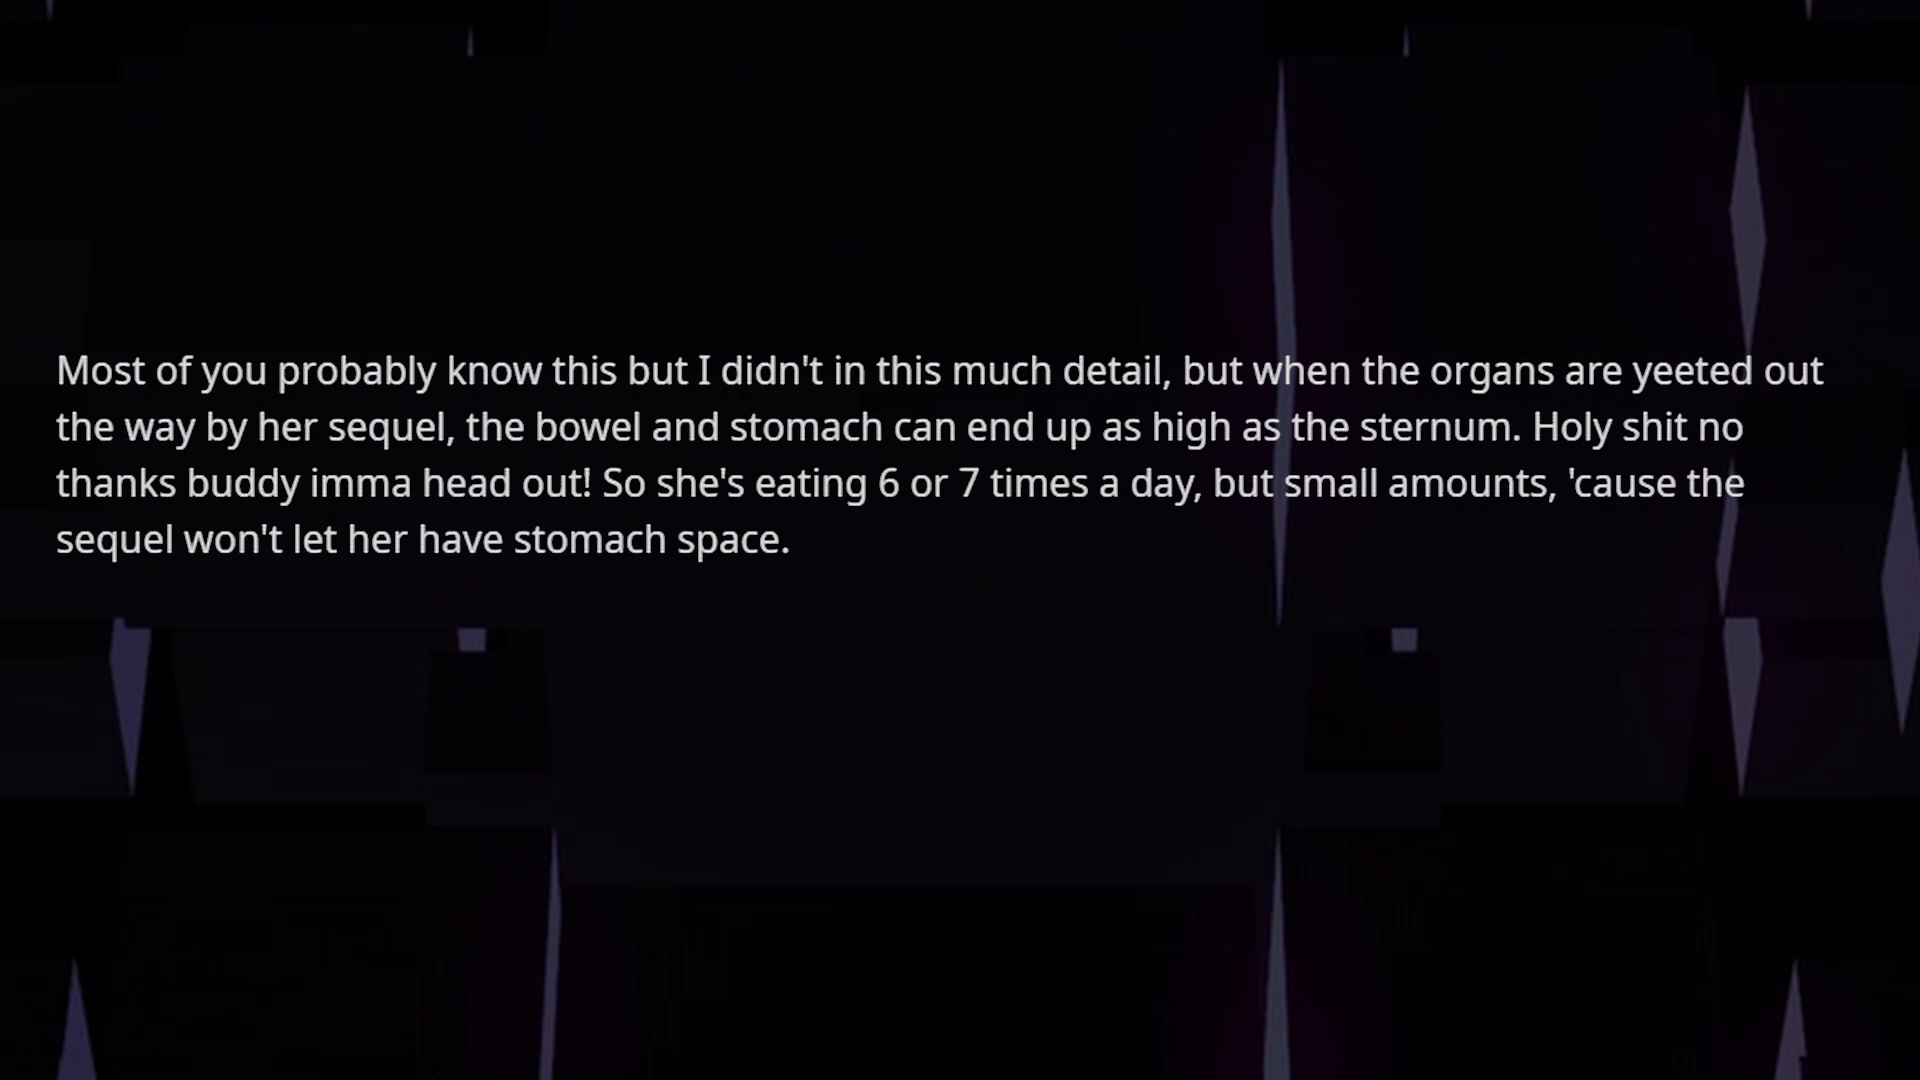 Most of you probably know this but I didn't in this much detail, but when the organs are yeeted out
the way by her sequel, the bowel and stomach can end up as high as the sternum. Holy shit no
thanks buddy imma head out! So she's eating 6 or 7 times a day, but small amounts, 'cause the
sequel won't let her have stomach space.